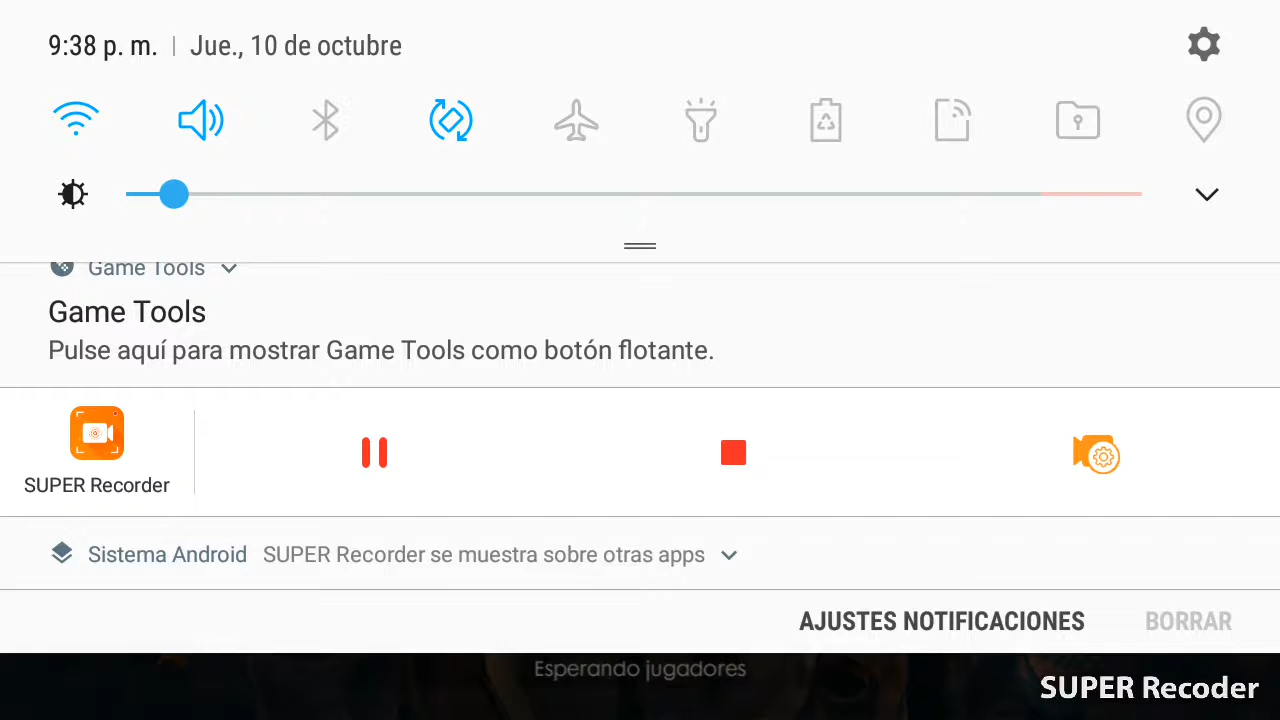 9:38 p. m. | Jue., 10 de octubre
Game Tools
Game Tools
Pulse aquí para mostrar Game Tools como botón flotante.
SUPER Recorder
Sistema Android SUPER Recorder se muestra sobre otras apps
AJUSTES NOTIFICACIONES BORRAR
Esperando jugadores
SUPER Recoder